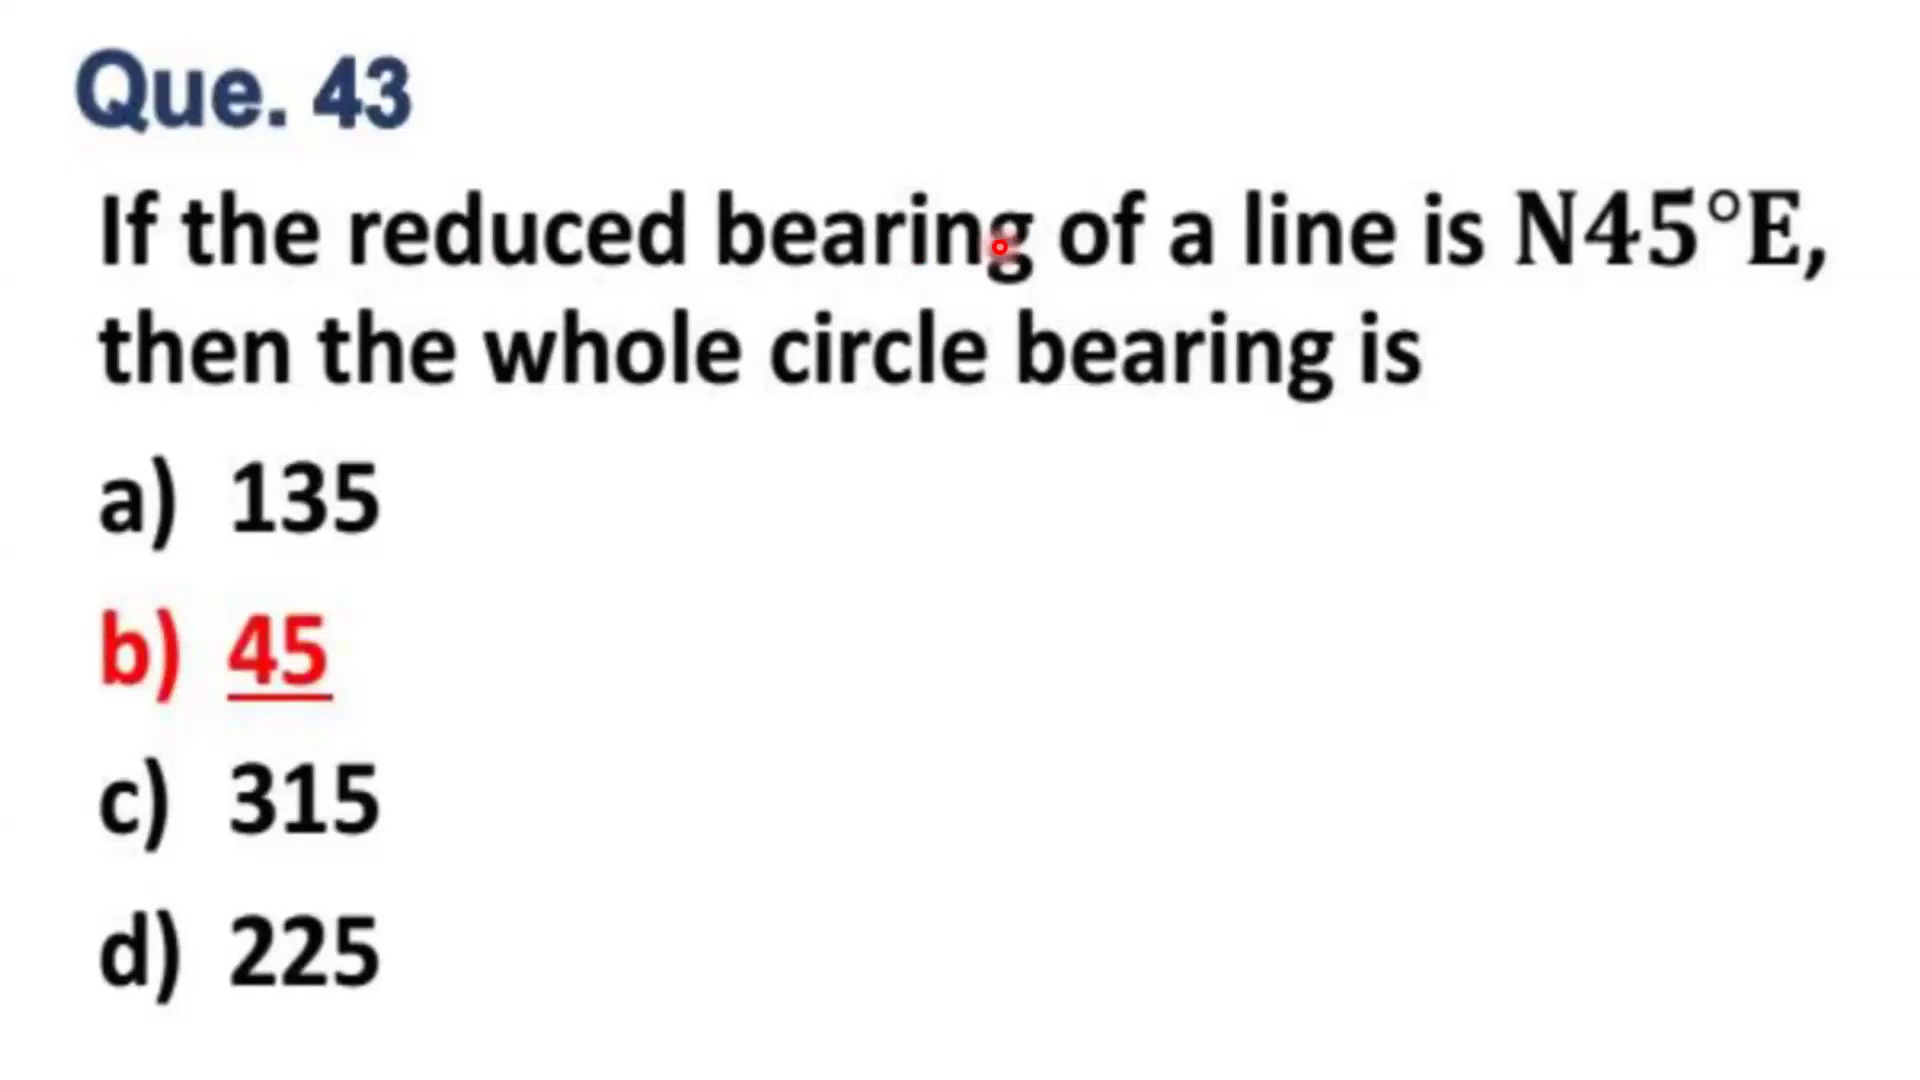 Que. 43
If the reduced bearing of a line is N45°E,
then the whole circle bearing is
a) 135
b) 45
c) 315
d) 225